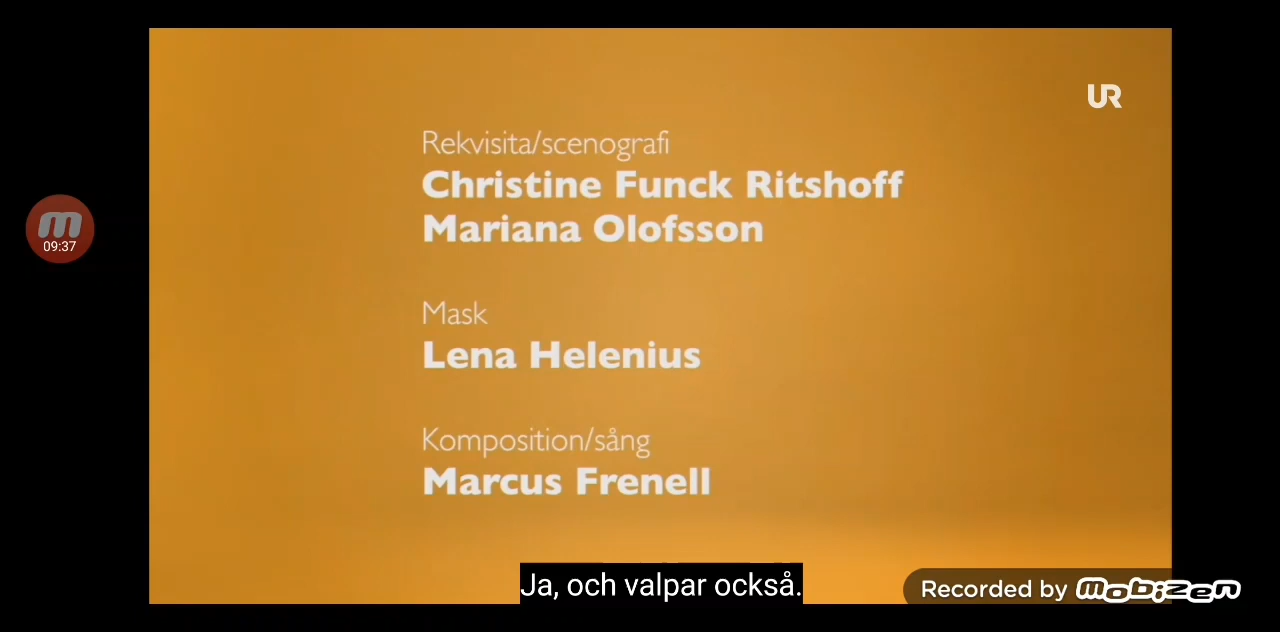 UR
Rekvisita/scenografi
Christine Funck Ritshoff
Mariana Olofsson
09:37
Mask
Lena Helenius
Komposition/sång
Marcus Frenell
Ja, och valpar också.
Recorded by mobizen